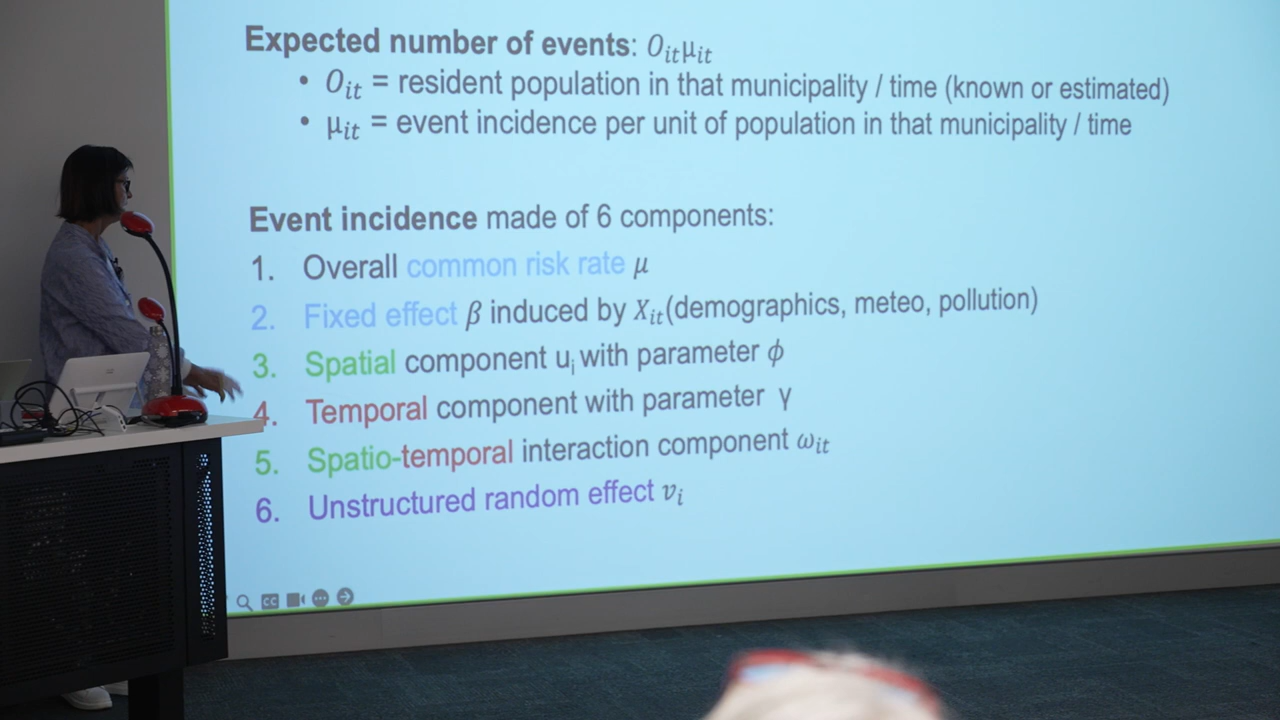 Expected number of events: Oᵢₜμᵢₜ
• Oᵢₜ = resident population in that municipality / time (known or estimated)
• μᵢₜ = event incidence per unit of population in that municipality / time
Event incidence made of 6 components:
1. Overall common risk rate μ
2. Fixed effect β induced by Xᵢₜ(demographics, meteo, pollution)
3. Spatial component uᵢ with parameter ϕ
4. Temporal component with parameter γ
5. Spatio-temporal interaction component ωᵢₜ
6. Unstructured random effect vᵢ
CC